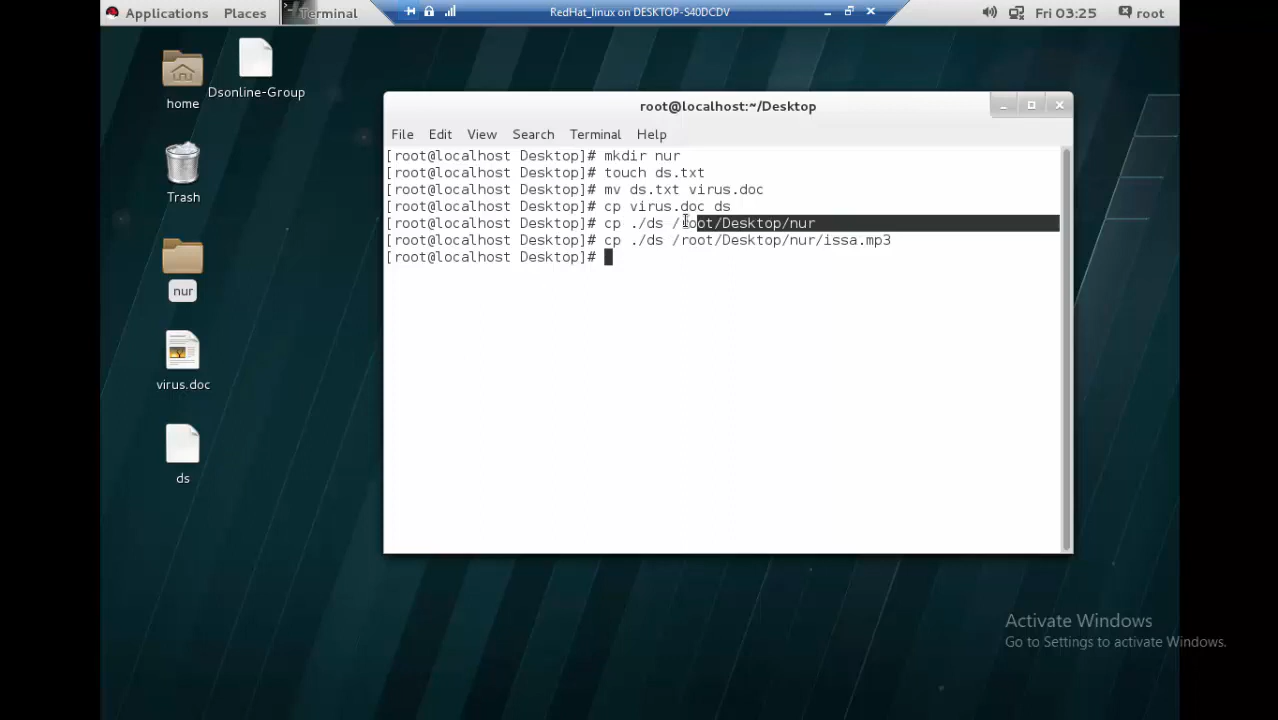 Applications Places Terminal RedHat_linux on DESKTOP-S40DCDV Fri 03:25 root
home
Dsonline-Group
Trash
nur
virus.doc
ds
root@localhost:~/Desktop
File Edit View Search Terminal Help
[root@localhost Desktop]# mkdir nur
[root@localhost Desktop]# touch ds.txt
[root@localhost Desktop]# mv ds.txt virus.doc
[root@localhost Desktop]# cp virus.doc ds
[root@localhost Desktop]# cp ./ds /root/Desktop/nur
[root@localhost Desktop]# cp ./ds /root/Desktop/nur/issa.mp3
[root@localhost Desktop]#
Activate Windows
Go to Settings to activate Windows.